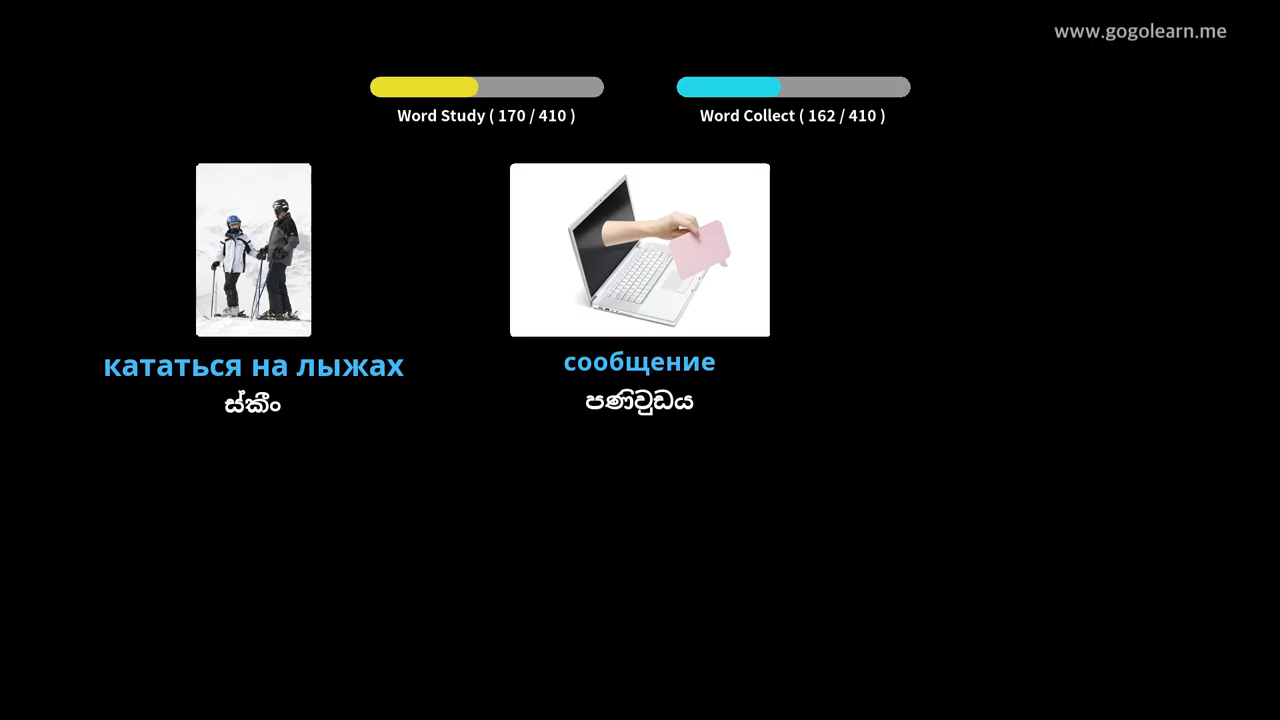 www.gogolearn.me
Word Study ( 170 / 410 )
Word Collect ( 162 / 410 )
кататься на лыжах
ස්කීං
сообщение
පණිවුඩය